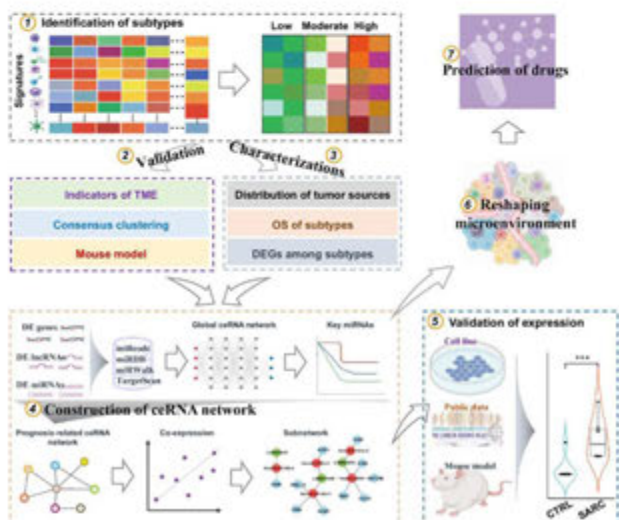 1 Identification of subtypes
Signatures
Low Moderate High
7
Prediction of drugs
2
Validation
Characterizations
3
Indicators of TME
Consensus clustering
Mouse model
Distribution of tumor sources
OS of subtypes
DEGs among subtypes
6
Reshaping
microenvironment
DE genes
DE lncRNAs
DE miRNAs
miRcode
miRDB
miRWalk
TargetScan
Global ceRNA network
Key miRNAs
4 Construction of ceRNA network
Prognosis-related ceRNA
network
Co-expression
Subnetwork
5 Validation of expression
Cell line
Public data
Mouse model
***
CTRL
SARC